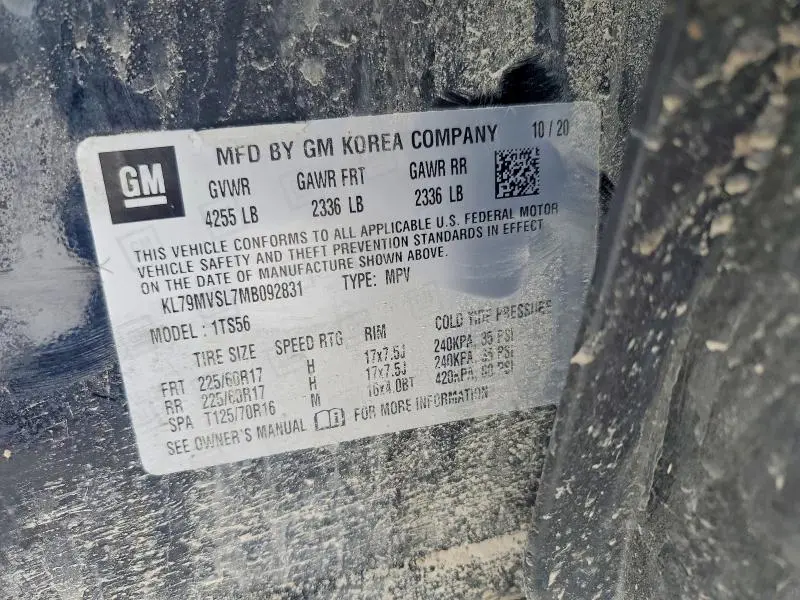 GM
MFD BY GM KOREA COMPANY 10/20
GVWR GAWR FRT GAWR RR
4255 LB 2336 LB 2336 LB
THIS VEHICLE CONFORMS TO ALL APPLICABLE U.S. FEDERAL MOTOR
VEHICLE SAFETY AND THEFT PREVENTION STANDARDS IN EFFECT
ON THE DATE OF MANUFACTURE SHOWN ABOVE.
KL79MVSL7MB092831 TYPE: MPV
MODEL: 1TS56
TIRE SIZE SPEED RTG RIM COLD TIRE PRESSURE
FRT 225/60R17 H 17x7.5J 240KPA, 35 PSI
RR 225/60R17 H 17x7.5J 240KPA, 35 PSI
SPA T125/70R16 M 16x4.0BT 420KPA, 60 PSI
SEE OWNER'S MANUAL FOR MORE INFORMATION